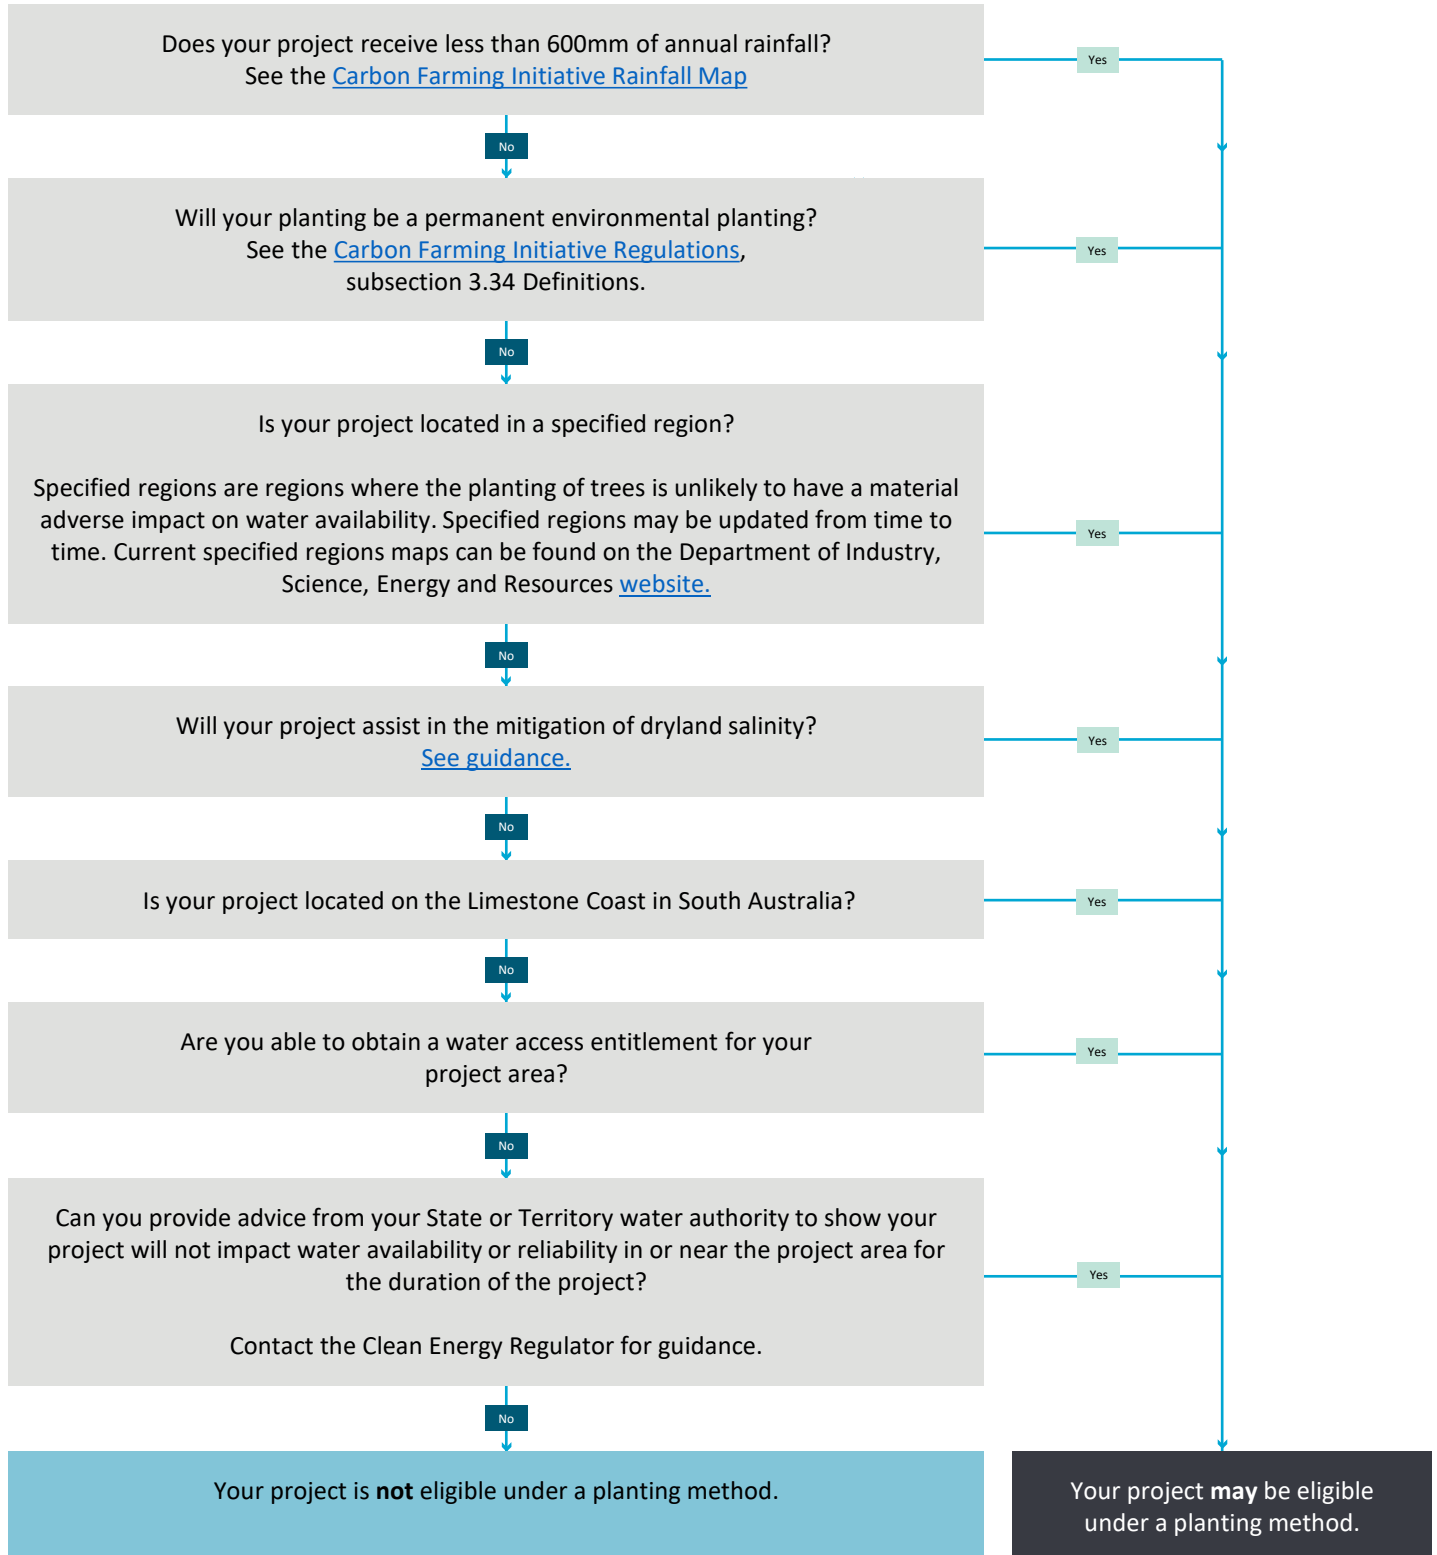 Does your project receive less than 600mm of annual rainfall?
See the Carbon Farming Initiative Rainfall Map
Yes
No
Will your planting be a permanent environmental planting?
See the Carbon Farming Initiative Regulations,
subsection 3.34 Definitions.
Yes
No
Is your project located in a specified region?
Specified regions are regions where the planting of trees is unlikely to have a material
adverse impact on water availability. Specified regions may be updated from time to
time. Current specified regions maps can be found on the Department of Industry,
Science, Energy and Resources website.
Yes
No
Will your project assist in the mitigation of dryland salinity?
See guidance.
Yes
No
Is your project located on the Limestone Coast in South Australia?
Yes
No
Are you able to obtain a water access entitlement for your
project area?
Yes
No
Can you provide advice from your State or Territory water authority to show your
project will not impact water availability or reliability in or near the project area for
the duration of the project?
Contact the Clean Energy Regulator for guidance.
Yes
No
Your project is not eligible under a planting method.
Your project may be eligible
under a planting method.